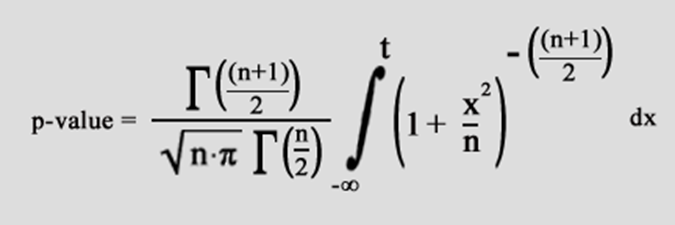 p-value = Γ((n+1)/2) / (√(n·π) Γ(n/2)) ∫_{-∞}^{t} (1 + x²/n)^{-((n+1)/2)} dx